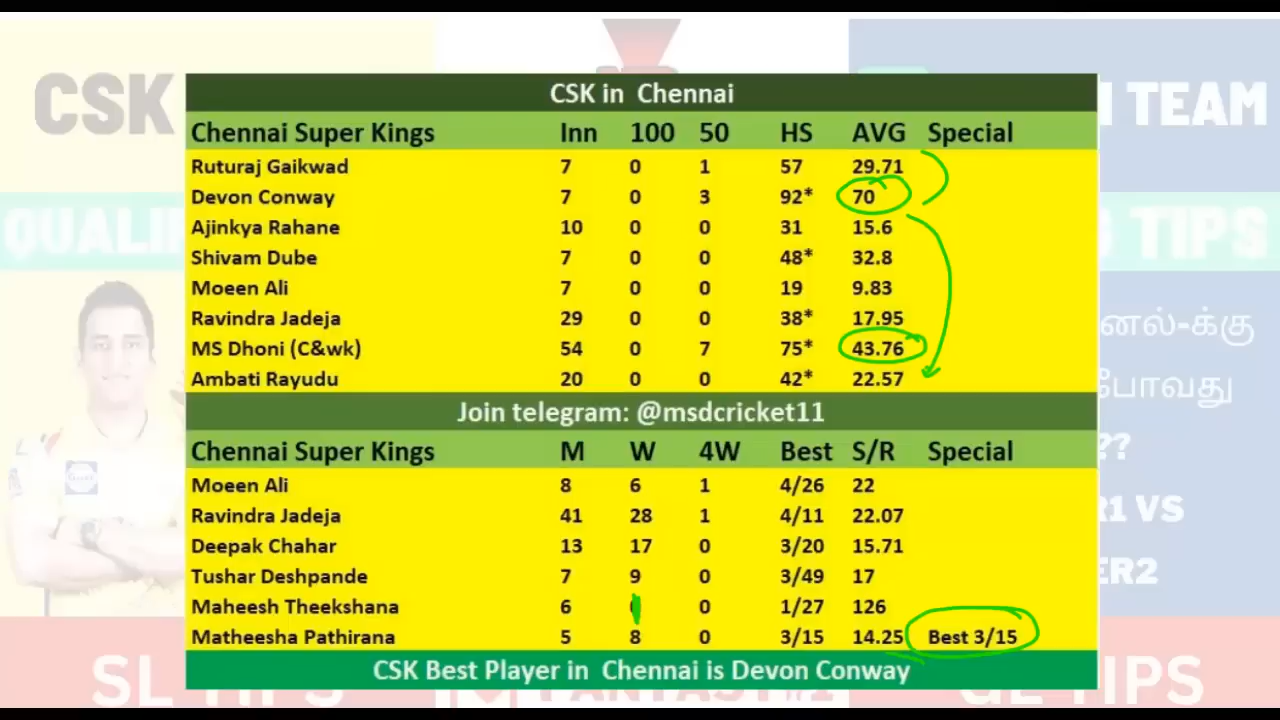 CSK in Chennai
Chennai Super Kings Inn 100 50 HS AVG Special
Ruturaj Gaikwad 7 0 1 57 29.71
Devon Conway 7 0 3 92* 70
Ajinkya Rahane 10 0 0 31 15.6
Shivam Dube 7 0 0 48* 32.8
Moeen Ali 7 0 0 19 9.83
Ravindra Jadeja 29 0 0 38* 17.95
MS Dhoni (C&wk) 54 0 7 75* 43.76
Ambati Rayudu 20 0 0 42* 22.57
Join telegram: @msdcricket11
Chennai Super Kings M W 4W Best S/R Special
Moeen Ali 8 6 1 4/26 22
Ravindra Jadeja 41 28 1 4/11 22.07
Deepak Chahar 13 17 0 3/20 15.71
Tushar Deshpande 7 9 0 3/49 17
Maheesh Theekshana 6 0 1/27 126
Matheesha Pathirana 5 8 0 3/15 14.25 Best 3/15
CSK Best Player in Chennai is Devon Conway
CSK
TEAM
TIPS
போவது
??
VS
SL TIPS
GL TIPS